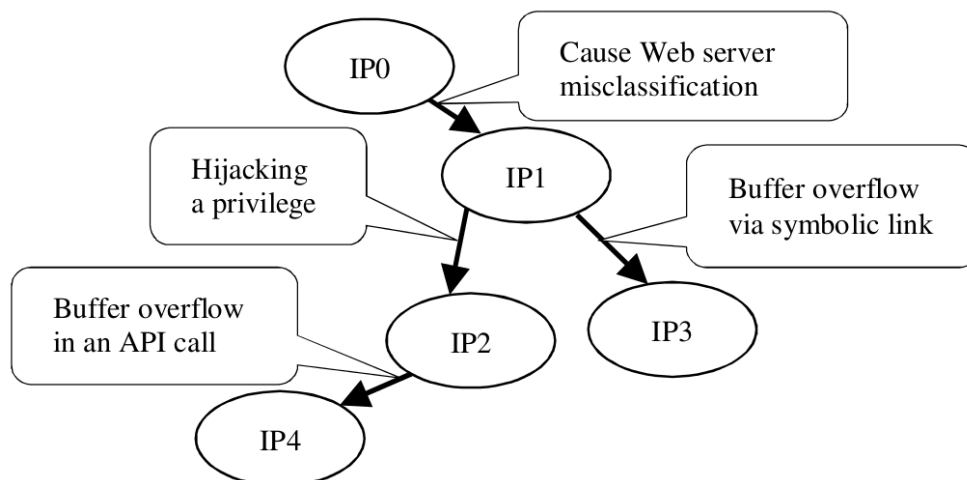 IP0
Cause Web server
misclassification
IP1
Hijacking
a privilege
Buffer overflow
via symbolic link
Buffer overflow
in an API call
IP2
IP3
IP4